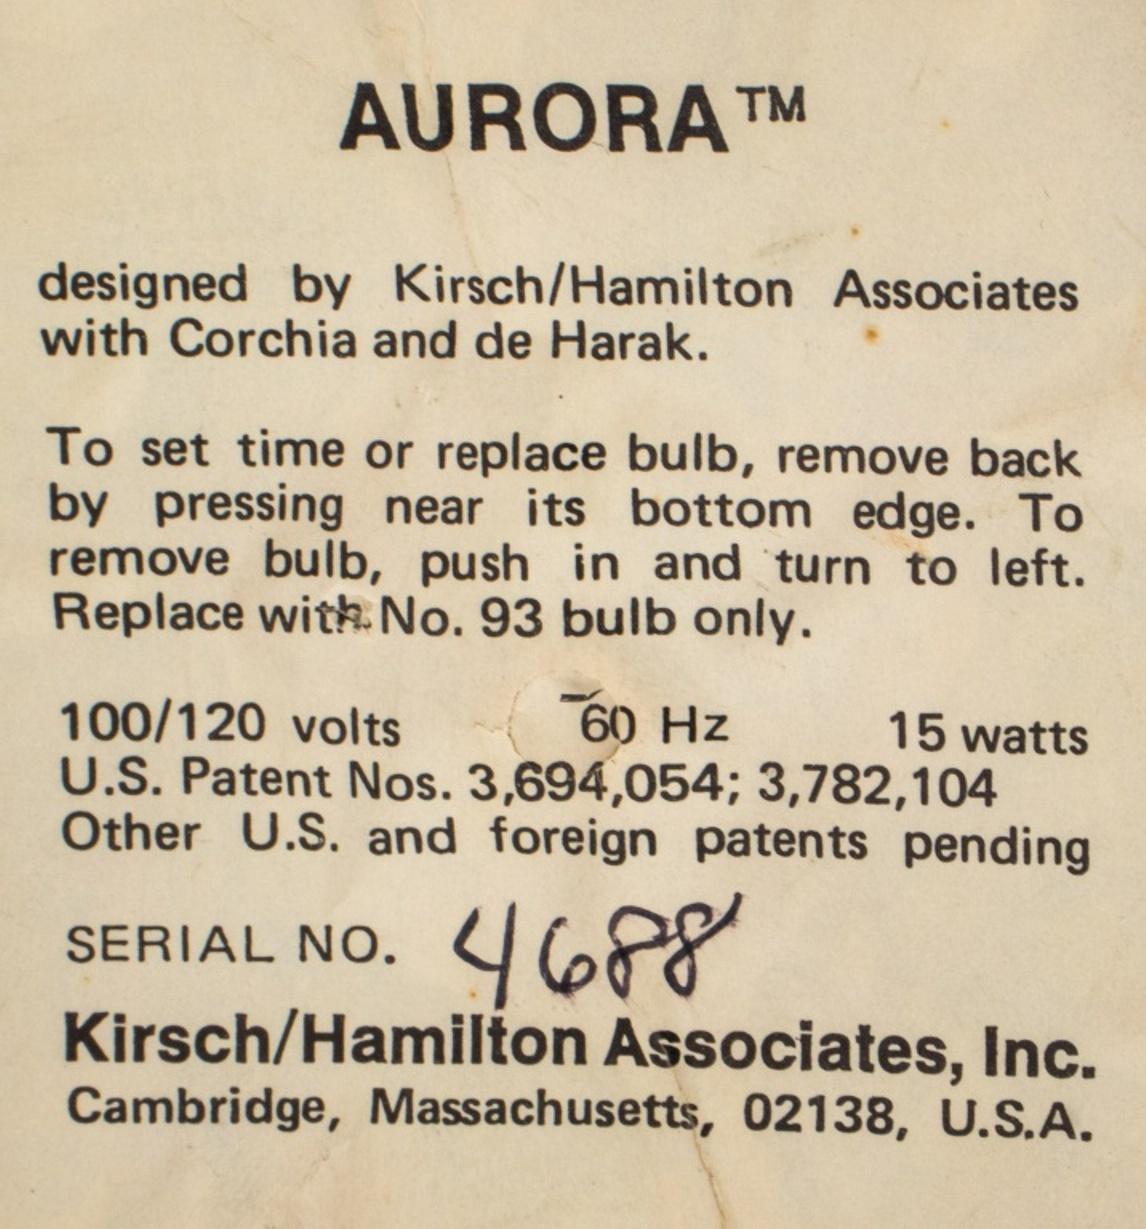 AURORA™
designed by Kirsch/Hamilton Associates
with Corchia and de Harak.
To set time or replace bulb, remove back
by pressing near its bottom edge. To
remove bulb, push in and turn to left.
Replace with No. 93 bulb only.
100/120 volts 60 Hz 15 watts
U.S. Patent Nos. 3,694,054; 3,782,104
Other U.S. and foreign patents pending
SERIAL NO. 4688
Kirsch/Hamilton Associates, Inc.
Cambridge, Massachusetts, 02138, U.S.A.